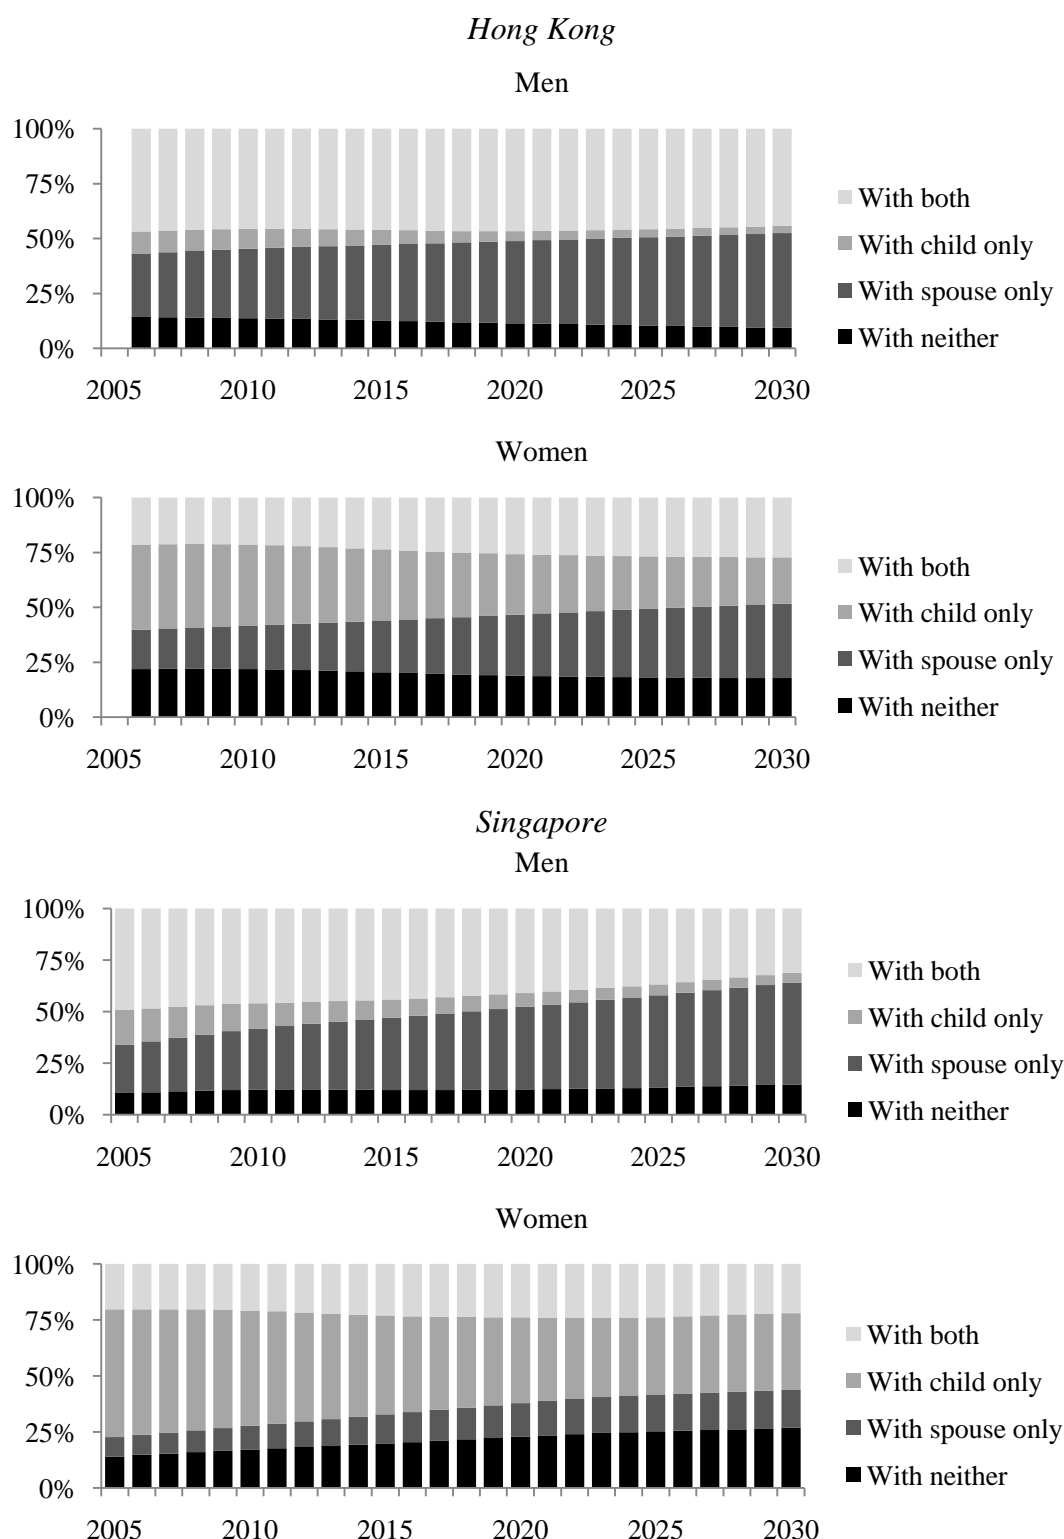 Hong Kong
Men
100%
75%
50%
25%
0%
2005 2010 2015 2020 2025 2030
With both
With child only
With spouse only
With neither
Women
100%
75%
50%
25%
0%
2005 2010 2015 2020 2025 2030
With both
With child only
With spouse only
With neither
Singapore
Men
100%
75%
50%
25%
0%
2005 2010 2015 2020 2025 2030
With both
With child only
With spouse only
With neither
Women
100%
75%
50%
25%
0%
2005 2010 2015 2020 2025 2030
With both
With child only
With spouse only
With neither